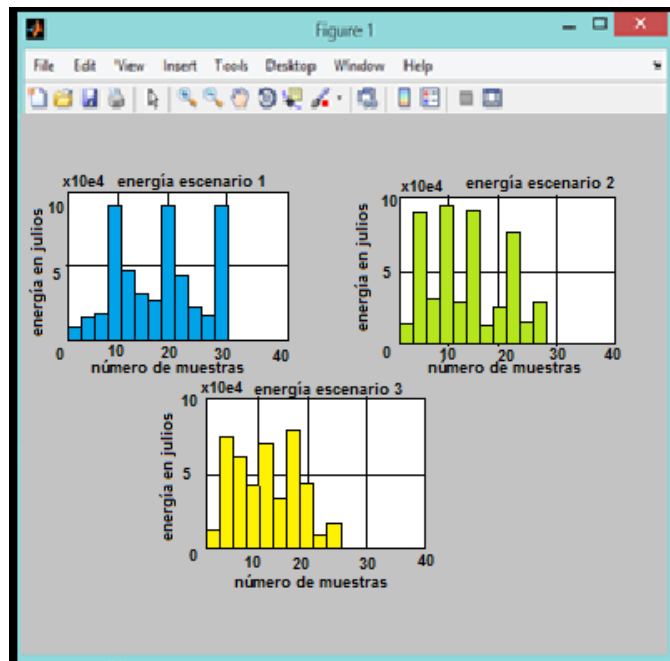 Figure 1
File Edit View Insert Tools Desktop Window Help
x10e4 energía escenario 1
10
5
0 10 20 30 40
energía en julios
número de muestras
x10e4 energía escenario 2
10
5
0 10 20 30 40
energía en julios
número de muestras
x10e4 energía escenario 3
10
5
0 10 20 30 40
energía en julios
número de muestras